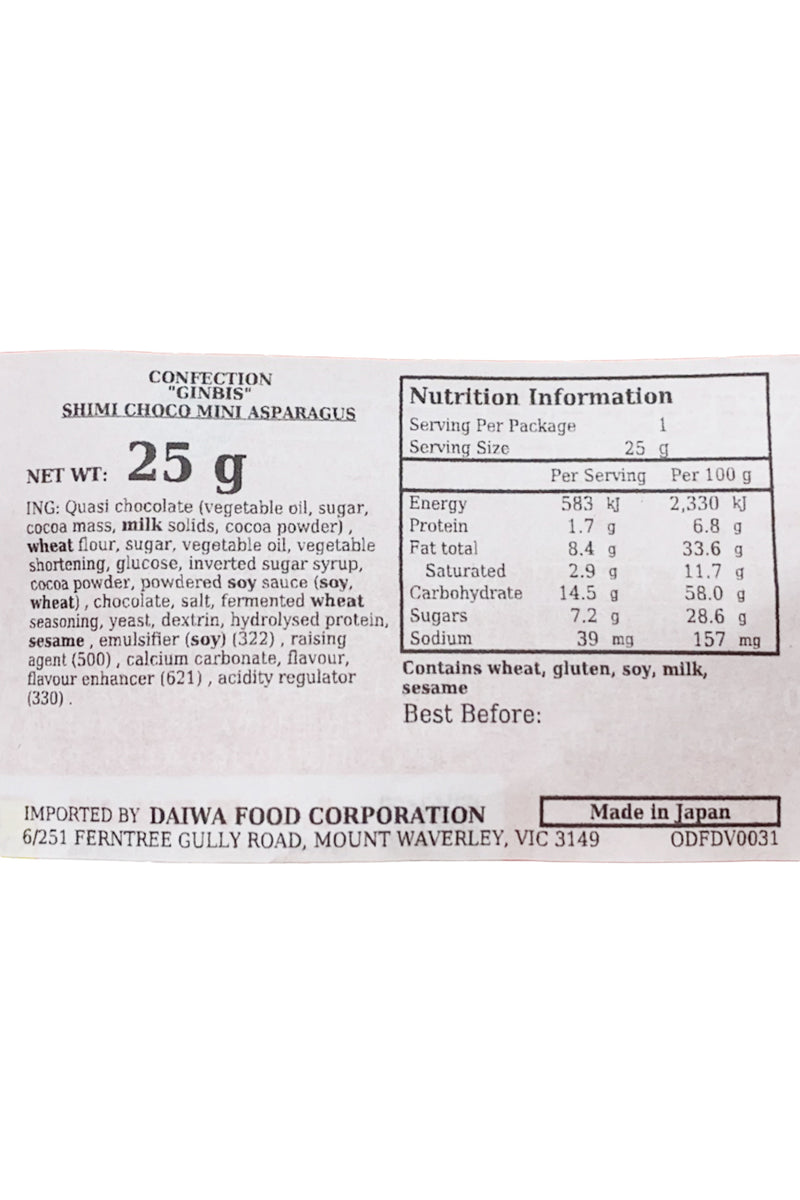 CONFECTION
"GINBIS"
SHIMI CHOCO MINI ASPARAGUS
NET WT: 25 g
ING: Quasi chocolate (vegetable oil, sugar,
cocoa mass, milk solids, cocoa powder) ,
wheat flour, sugar, vegetable oil, vegetable
shortening, glucose, inverted sugar syrup,
cocoa powder, powdered soy sauce (soy,
wheat) , chocolate, salt, fermented wheat
seasoning, yeast, dextrin, hydrolysed protein,
sesame , emulsifier (soy) (322) , raising
agent (500) , calcium carbonate, flavour,
flavour enhancer (621) , acidity regulator
(330) .
Nutrition Information
Serving Per Package 1
Serving Size 25 g
Per Serving Per 100 g
Energy 583 kJ 2,330 kJ
Protein 1.7 g 6.8 g
Fat total 8.4 g 33.6 g
Saturated 2.9 g 11.7 g
Carbohydrate 14.5 g 58.0 g
Sugars 7.2 g 28.6 g
Sodium 39 mg 157 mg
Contains wheat, gluten, soy, milk,
sesame
Best Before:
IMPORTED BY DAIWA FOOD CORPORATION Made in Japan
6/251 FERNTREE GULLY ROAD, MOUNT WAVERLEY, VIC 3149 ODFDV0031